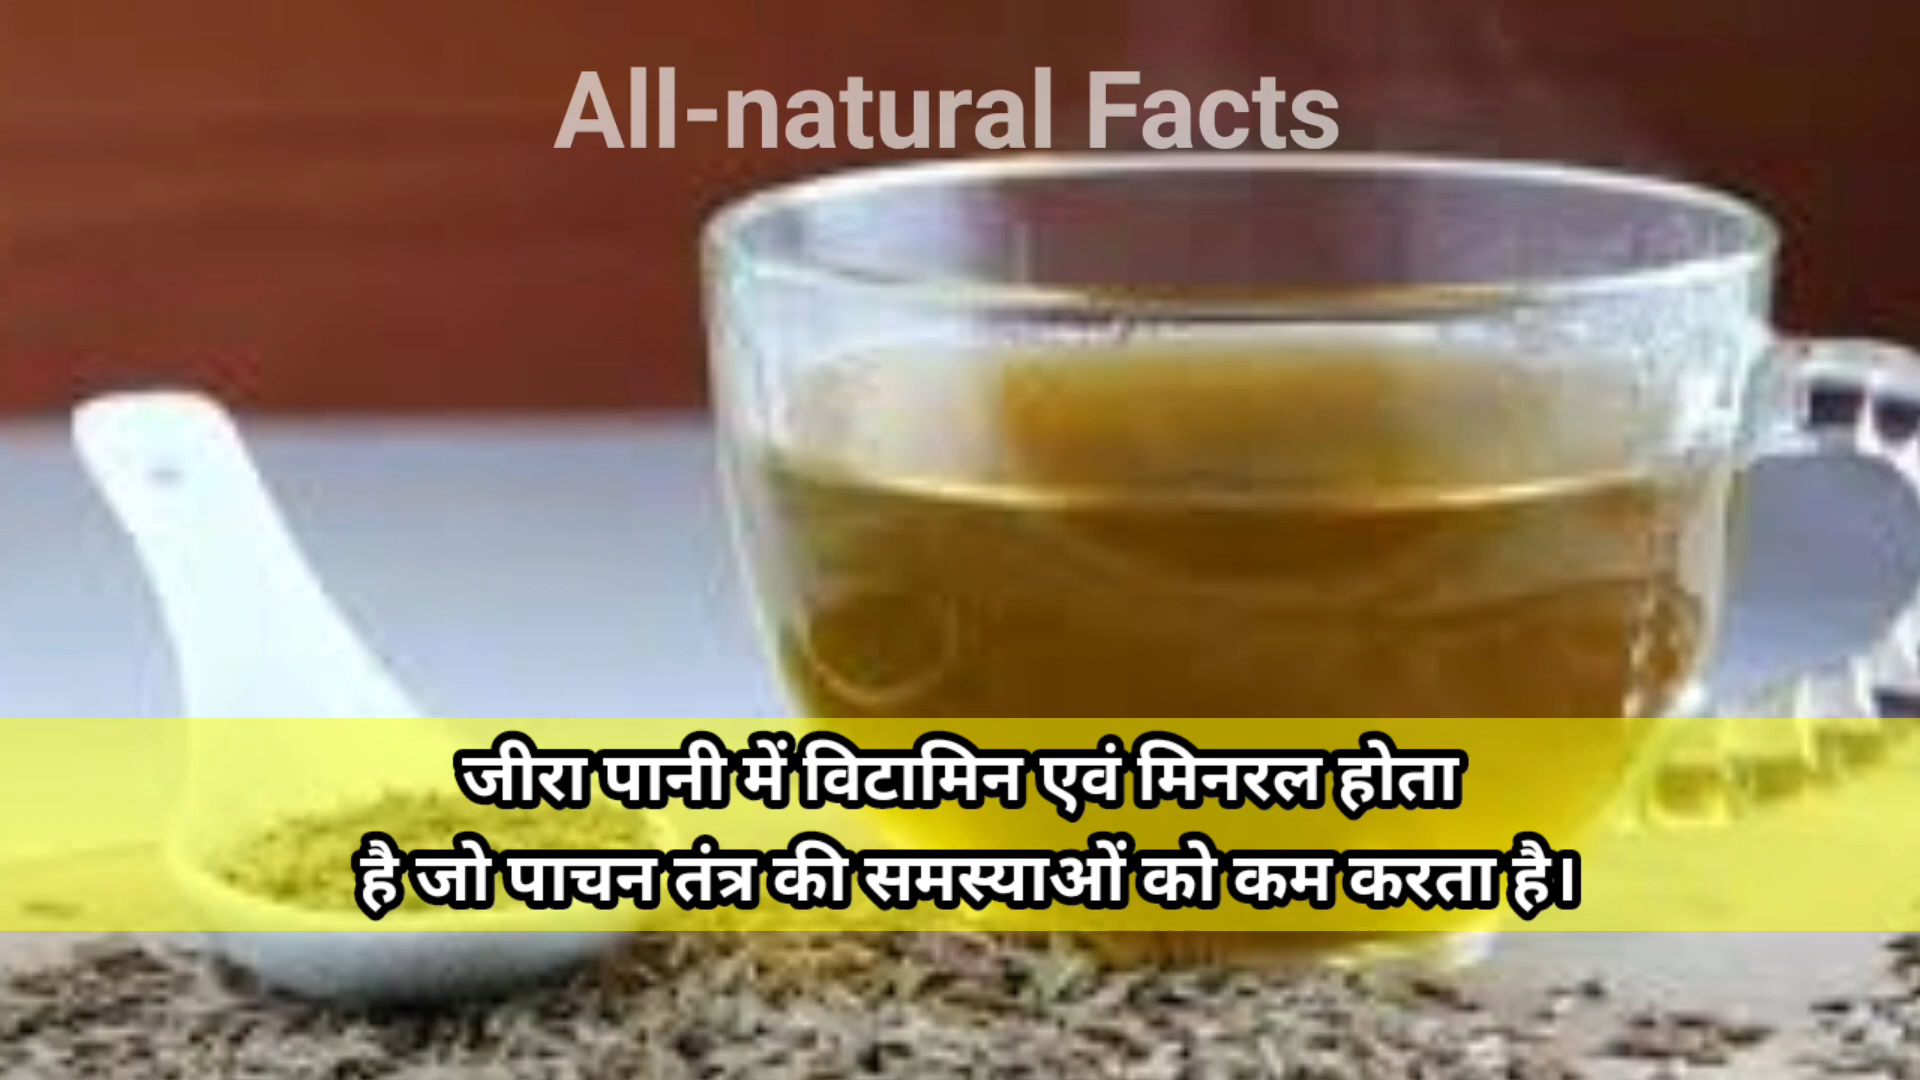 All-natural Facts
जीरा पानी में विटामिन एवं मिनरल होता
है जो पाचन तंत्र की समस्याओं को कम करता है।